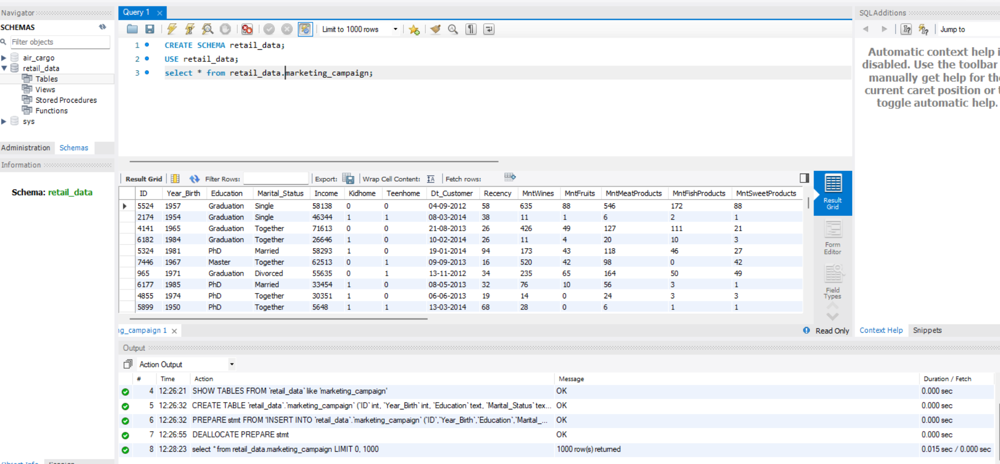 Navigator
SCHEMAS
Filter objects
air_cargo
retail_data
Tables
Views
Stored Procedures
Functions
sys
Administration Schemas
Information
Schema: retail_data
Query 1
Limit to 1000 rows
1 CREATE SCHEMA retail_data;
2 USE retail_data;
3 select * from retail_data.marketing_campaign;
SQLAdditions
Jump to
Automatic context help i
disabled. Use the toolbar
manually get help for the
current caret position or t
toggle automatic help.
Result Grid Filter Rows: Export: Wrap Cell Content: Fetch rows:
ID Year_Birth Education Marital_Status Income Kidhome Teenhome Dt_Customer Recency MntWines MntFruits MntMeatProducts MntFishProducts MntSweetProducts
5524 1957 Graduation Single 58138 0 0 04-09-2012 58 635 88 546 172 88
2174 1954 Graduation Single 46344 1 1 08-03-2014 38 11 1 6 2 1
4141 1965 Graduation Together 71613 0 0 21-08-2013 26 426 49 127 111 21
6182 1984 Graduation Together 26646 1 0 10-02-2014 26 11 4 20 10 3
5324 1981 PhD Married 58293 1 0 19-01-2014 94 173 43 118 46 27
7446 1967 Master Together 62513 0 1 09-09-2013 16 520 42 98 0 42
965 1971 Graduation Divorced 55635 0 1 13-11-2012 34 235 65 164 50 49
6177 1985 PhD Married 33454 1 0 08-05-2013 32 76 10 56 3 1
4855 1974 PhD Together 30351 1 0 06-06-2013 19 14 0 24 3 3
5899 1950 PhD Together 5648 1 1 13-03-2014 68 28 0 6 1 1
Result
Grid
Form
Editor
Field
Types
ng_campaign 1
Read Only
Context Help Snippets
Output
Action Output
# Time Action Message Duration / Fetch
4 12:26:21 SHOW TABLES FROM `retail_data` like 'marketing_campaign' OK 0.000 sec
5 12:26:32 CREATE TABLE `retail_data`.`marketing_campaign` (`ID` int, `Year_Birth` int, `Education` text, `Marital_Status` tex... OK 0.000 sec
6 12:26:32 PREPARE stmt FROM 'INSERT INTO `retail_data`.`marketing_campaign` (`ID`,`Year_Birth`,`Education`,`Marital_... OK 0.000 sec
7 12:26:55 DEALLOCATE PREPARE stmt OK 0.000 sec
8 12:28:23 select * from retail_data.marketing_campaign LIMIT 0, 1000 1000 row(s) returned 0.015 sec / 0.000 sec
Object Info Session